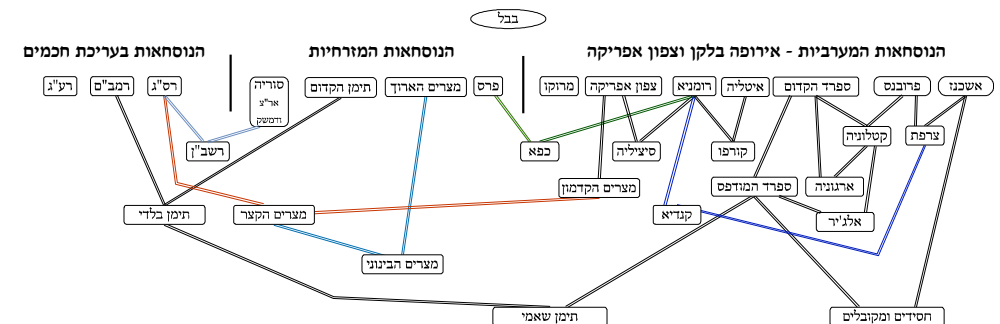 בבל
הנוסחאות המערביות - אירופה בלקן וצפון אפריקה
הנוסחאות המזרחיות
הנוסחאות בעריכת חכמים
אשכנז
פרובנס
ספרד הקדום
איטליה
רומניא
צפון אפריקה
מרוקו
פרס
מצרים הארוך
תימן הקדום
סוריה
אר"צ
ודמשק
רס"ג
רמב"ם
רע"ג
צרפת
קטלוניה
קורפו
סיציליה
כפא
רשב"ן
ארגוניה
ספרד המודפס
מצרים הקדמון
אלג'יר
קנדיא
מצרים הקצר
תימן בלדי
מצרים הבינוני
חסידים ומקובלים
תימן שאמי